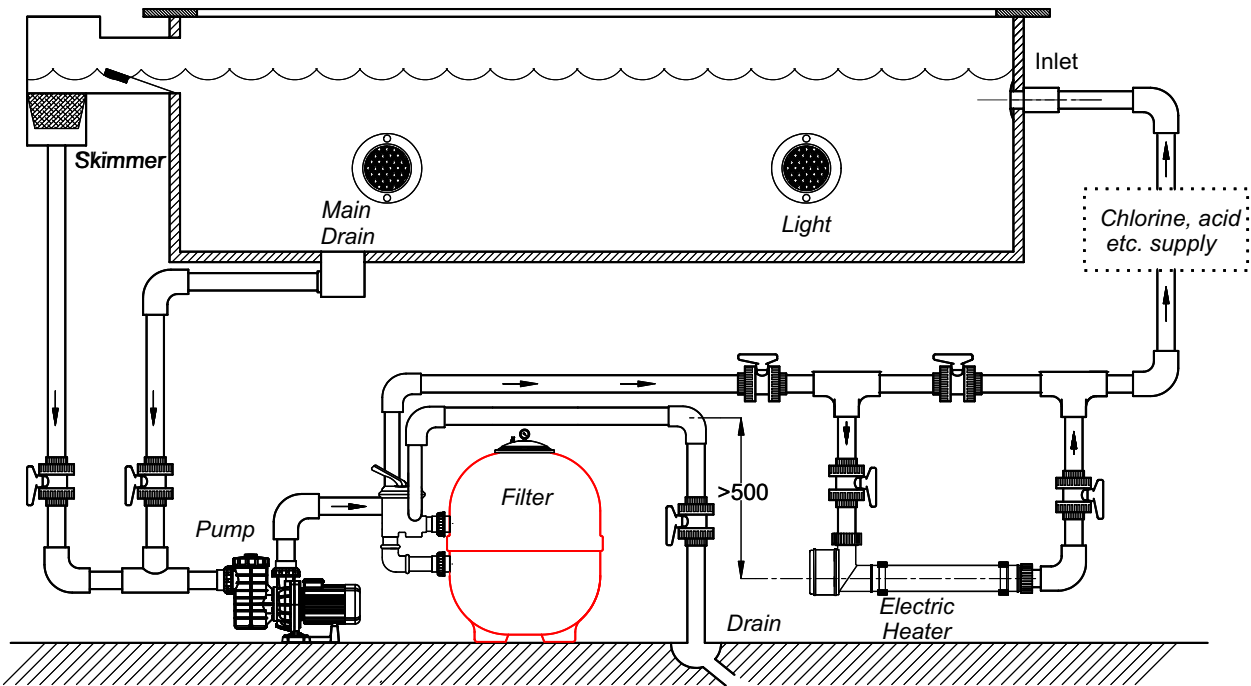 Inlet
Skimmer
Main
Drain
Light
Chlorine, acid
etc. supply
Filter
>500
Pump
Electric
Heater
Drain